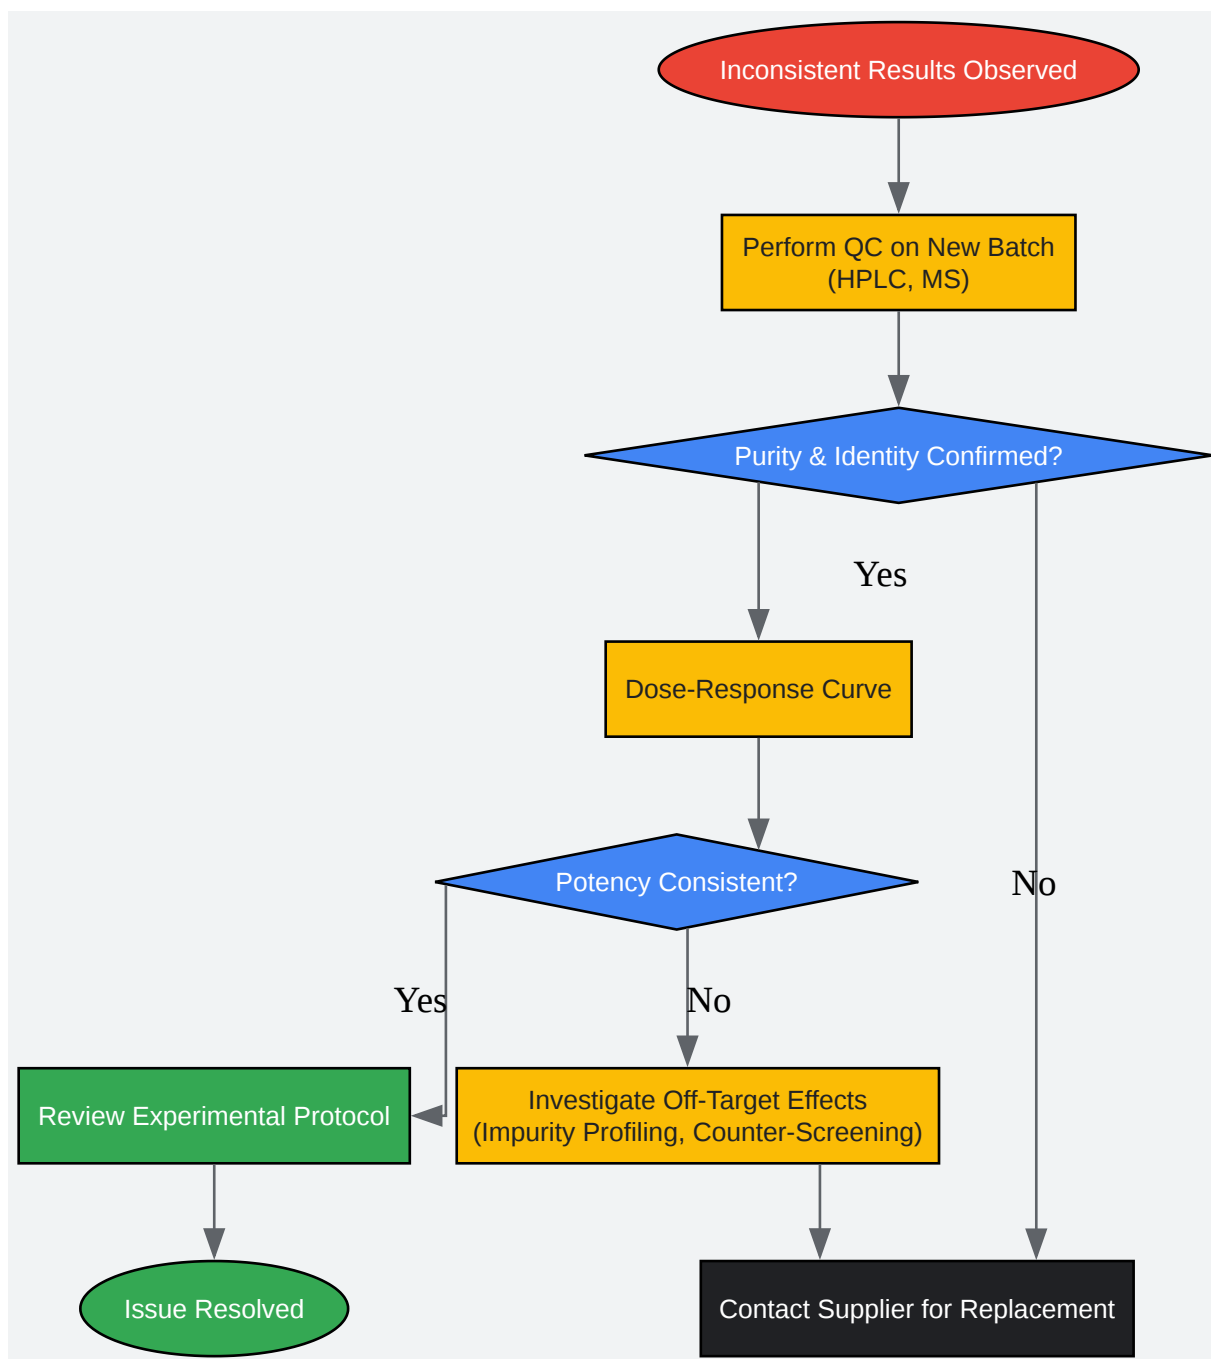 Inconsistent Results Observed
Perform QC on New Batch
(HPLC, MS)
Purity & Identity Confirmed?
Yes
Dose-Response Curve
Potency Consistent?
No
Yes
No
Review Experimental Protocol
Investigate Off-Target Effects
(Impurity Profiling, Counter-Screening)
Issue Resolved
Contact Supplier for Replacement